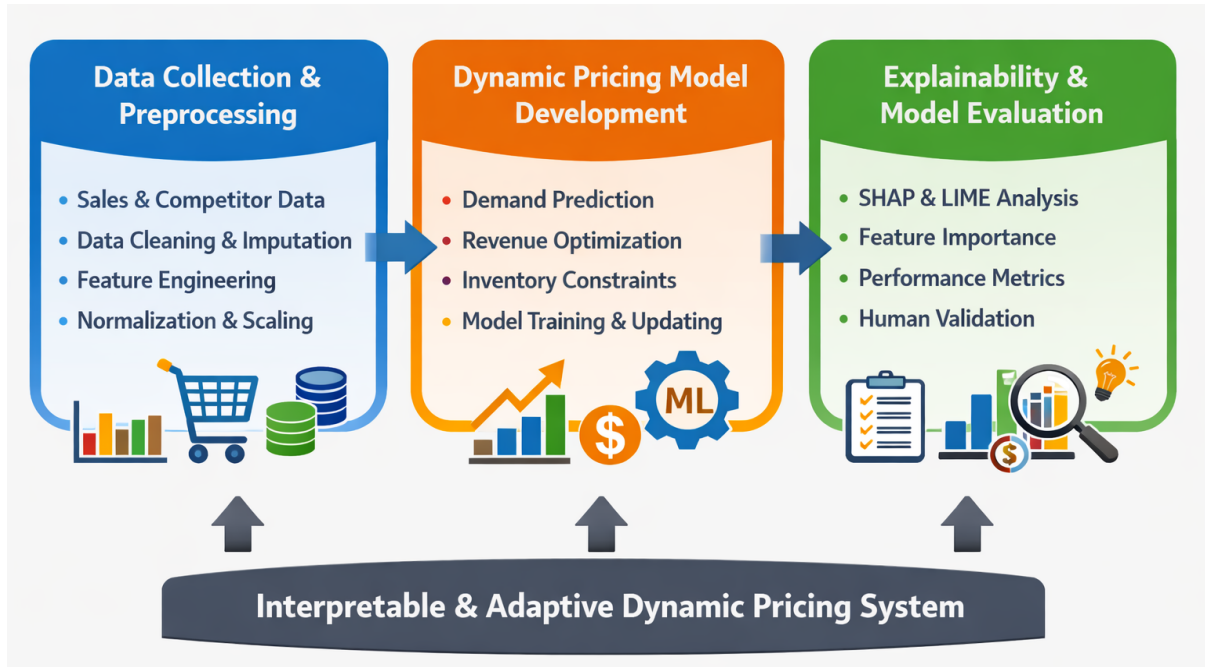 Data Collection &
Preprocessing
• Sales & Competitor Data
• Data Cleaning & Imputation
• Feature Engineering
• Normalization & Scaling
Dynamic Pricing Model
Development
• Demand Prediction
• Revenue Optimization
• Inventory Constraints
• Model Training & Updating
$
ML
Explainability &
Model Evaluation
• SHAP & LIME Analysis
• Feature Importance
• Performance Metrics
• Human Validation
$
Interpretable & Adaptive Dynamic Pricing System